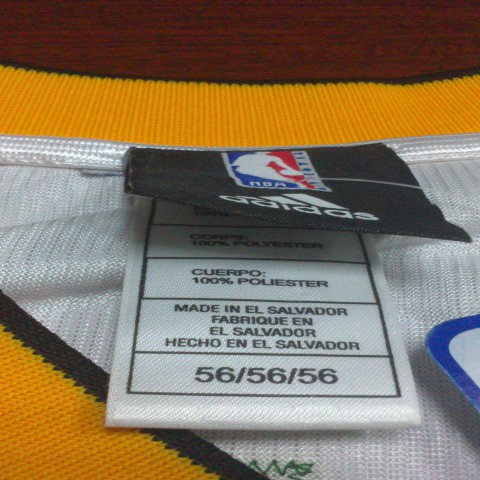 NBA
adidas
100%
CORPS:
100% POLYESTER
CUERPO:
100% POLIESTER
MADE IN EL SALVADOR
FABRIQUE EN
EL SALVADOR
HECHO EN EL SALVADOR
56/56/56